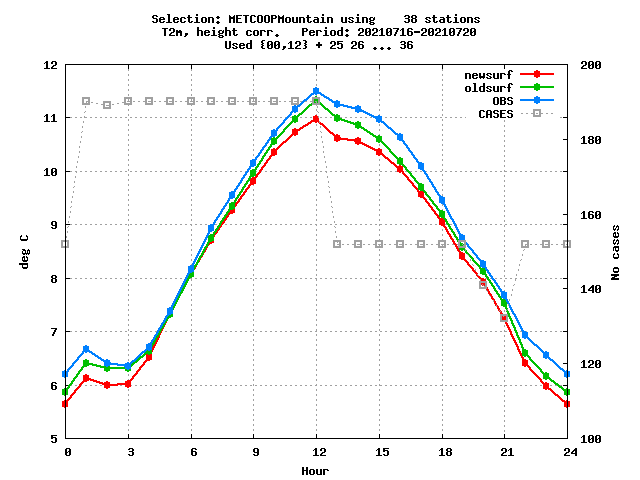 Selection: METCOOPMountain using    38 stations
T2m, height corr.   Period: 20210716-20210720
Used {00,12} + 25 26 ... 36
newsurf
oldsurf
OBS
CASES
12
11
10
9
8
7
6
5
200
180
160
140
120
100
deg C
No cases
0 3 6 9 12 15 18 21 24
Hour